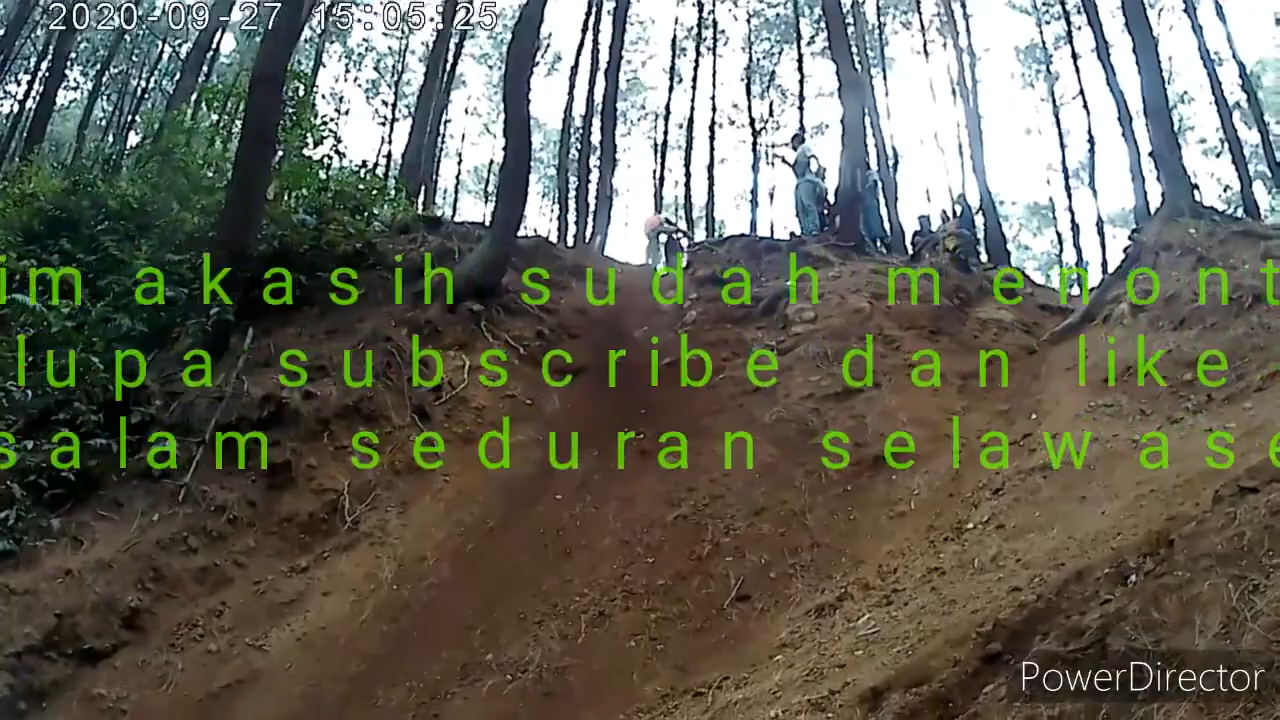 2020-09-27 15:05:25
im akasih sudah menont
lupa subscribe dan like
salam seduran selawase
PowerDirector